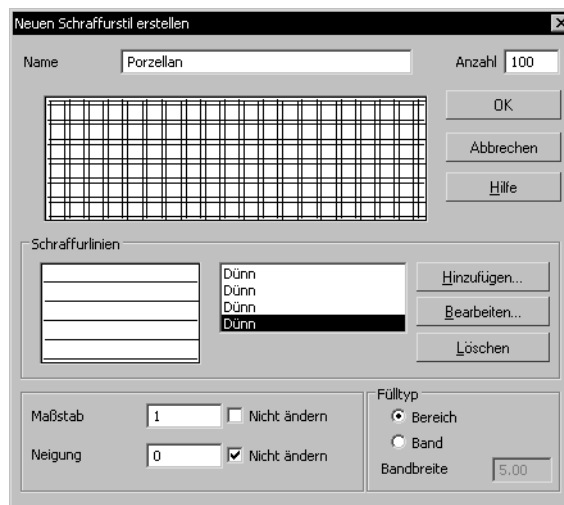 Neuen Schraffurstil erstellen
Name Porzellan Anzahl 100
OK
Abbrechen
Hilfe
Schraffurlinien
Dünn
Dünn
Dünn
Dünn
Hinzufügen...
Bearbeiten...
Löschen
Maßstab 1 Nicht ändern
Neigung 0 Nicht ändern
Fülltyp
Bereich
Band
Bandbreite 5.00